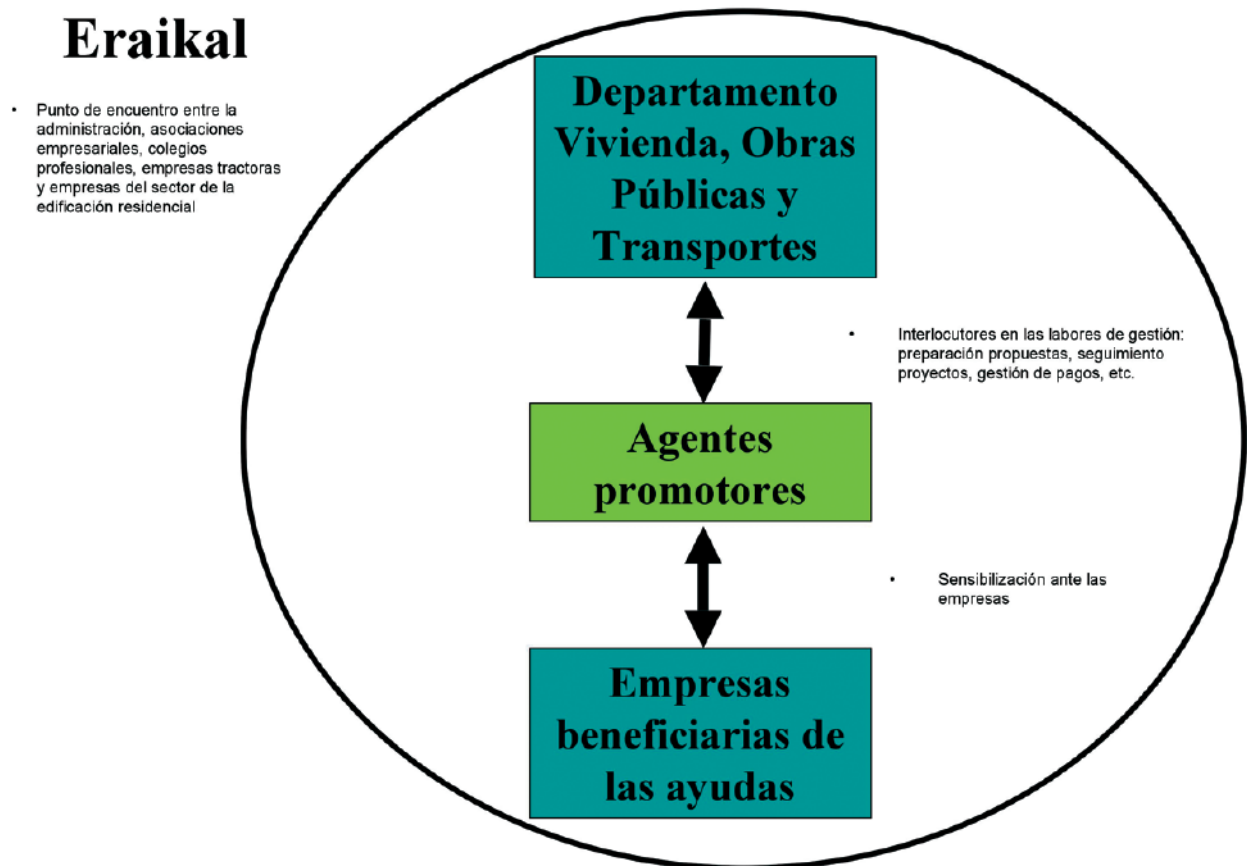 Eraikal
• Punto de encuentro entre la
administración, asociaciones
empresariales, colegios
profesionales, empresas tractoras
y empresas del sector de la
edificación residencial
Departamento
Vivienda, Obras
Públicas y
Transportes
• Interlocutores en las labores de gestión:
preparación propuestas, seguimiento
proyectos, gestión de pagos, etc.
Agentes
promotores
• Sensibilización ante las
empresas
Empresas
beneficiarias de
las ayudas